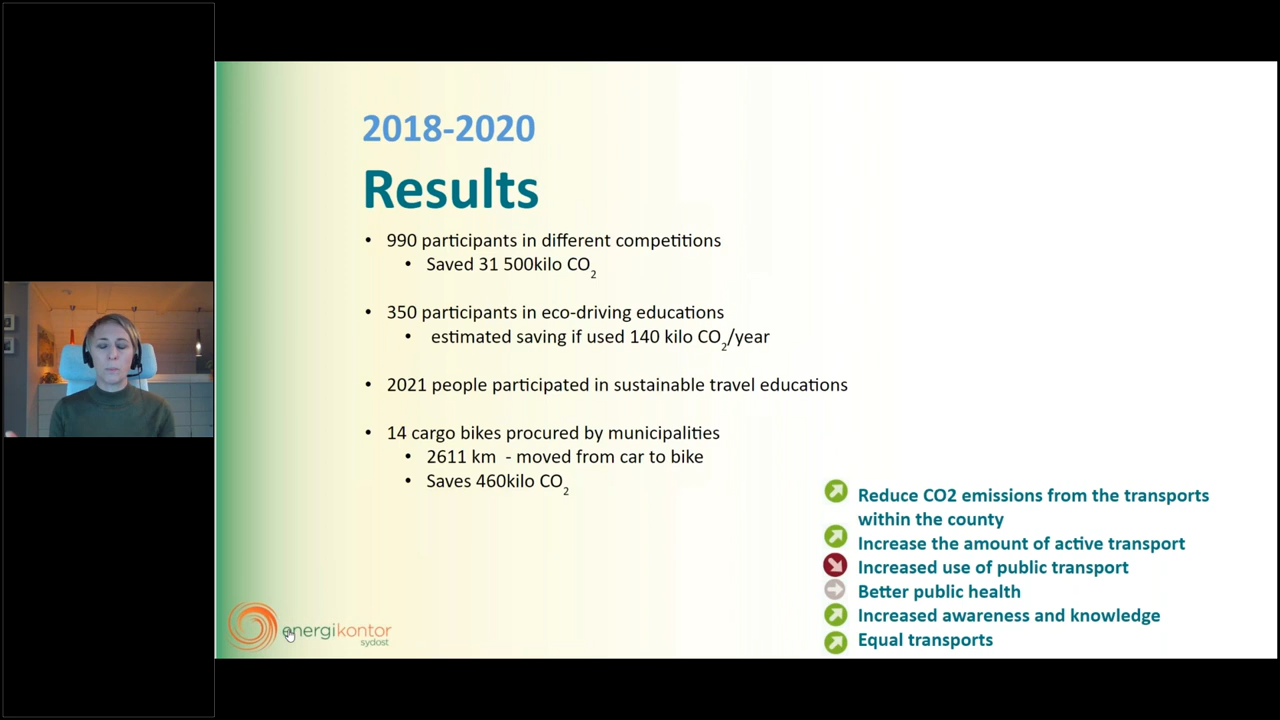 2018-2020
Results
• 990 participants in different competitions
• Saved 31 500kilo CO2
• 350 participants in eco-driving educations
• estimated saving if used 140 kilo CO2/year
• 2021 people participated in sustainable travel educations
• 14 cargo bikes procured by municipalities
• 2611 km - moved from car to bike
• Saves 460kilo CO2
Reduce CO2 emissions from the transports
within the county
Increase the amount of active transport
Increased use of public transport
Better public health
Increased awareness and knowledge
Equal transports
energikontor
sydost